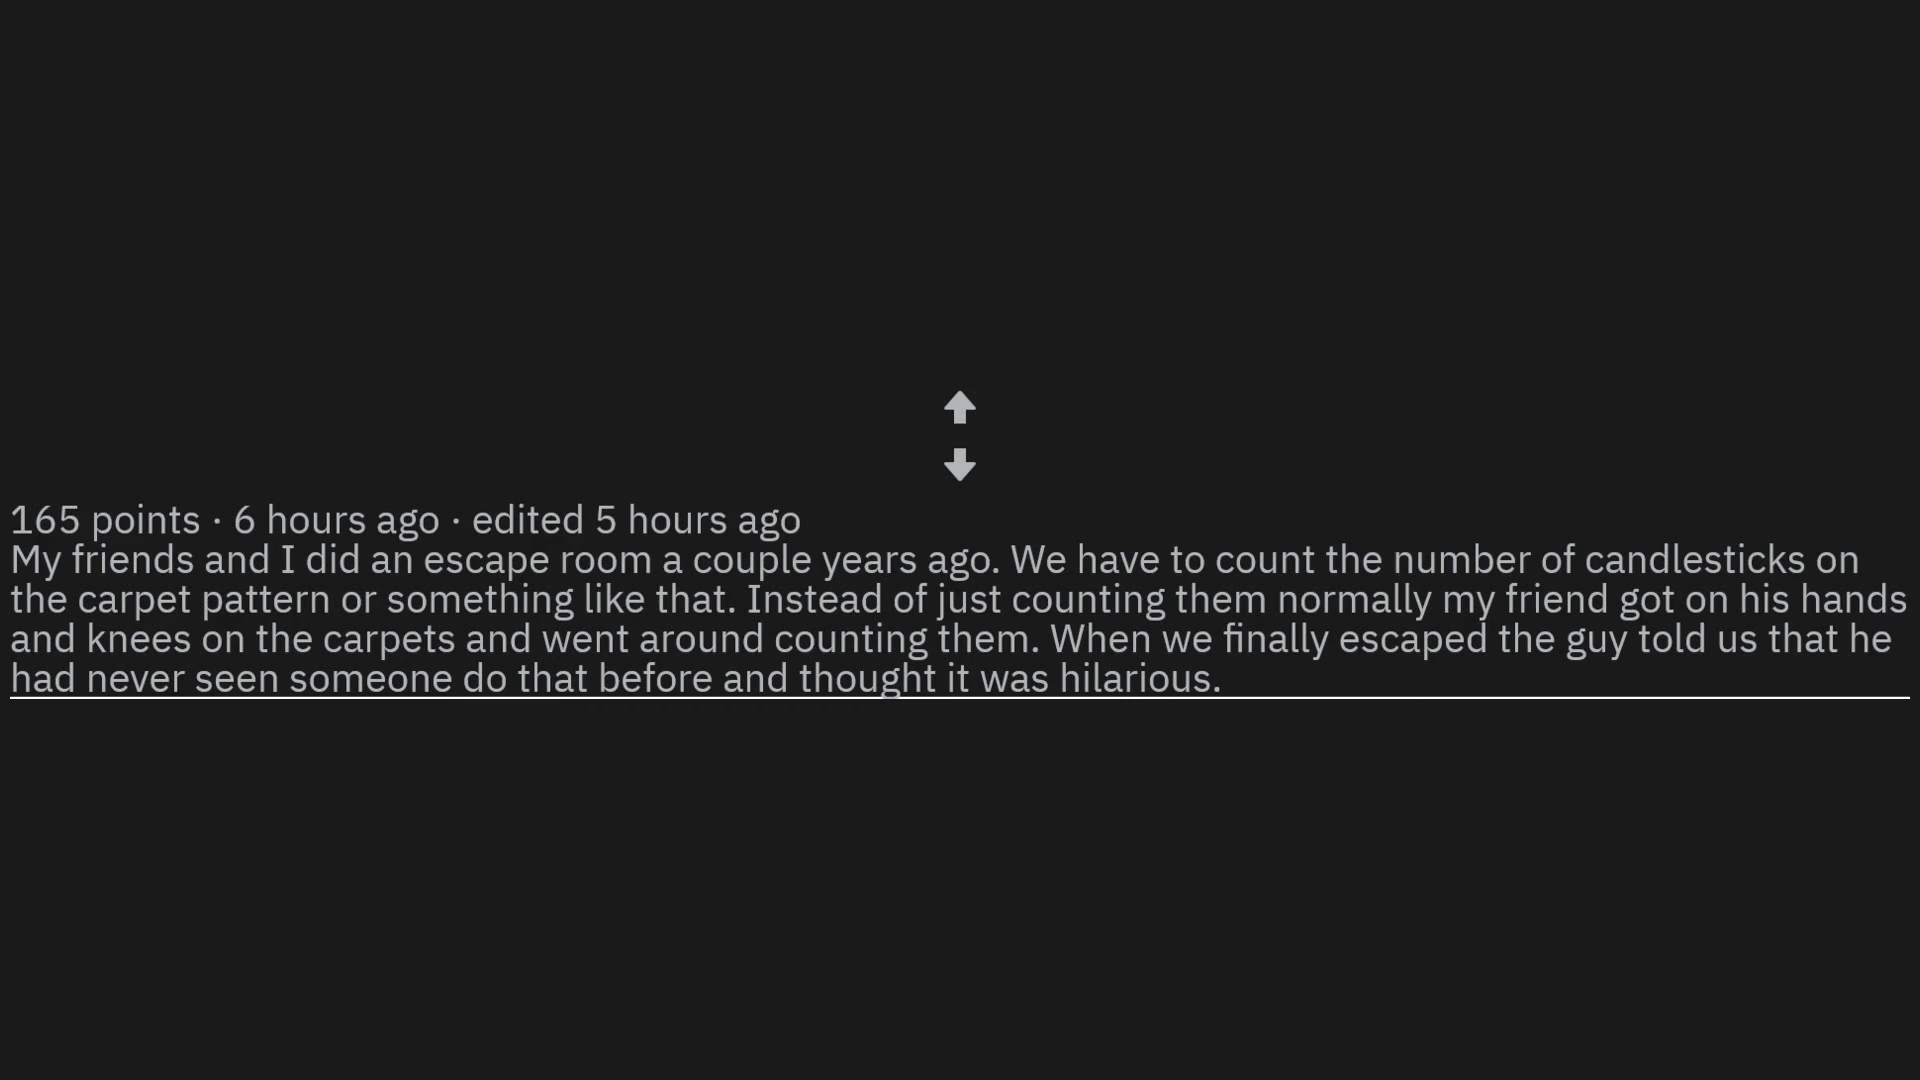 165 points · 6 hours ago · edited 5 hours ago
My friends and I did an escape room a couple years ago. We have to count the number of candlesticks on
the carpet pattern or something like that. Instead of just counting them normally my friend got on his hands
and knees on the carpets and went around counting them. When we finally escaped the guy told us that he
had never seen someone do that before and thought it was hilarious.